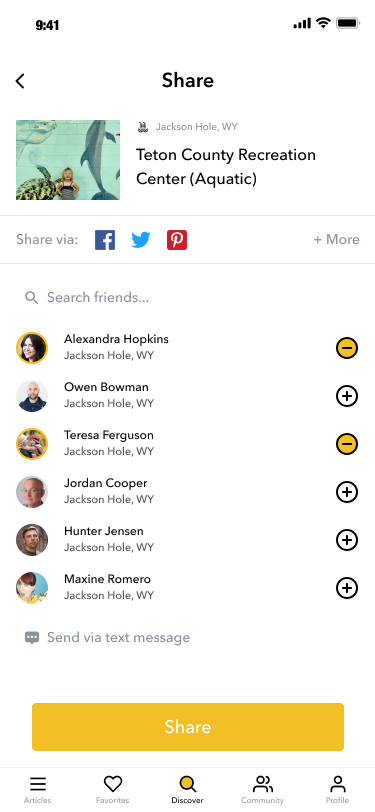 9:41
Share
Jackson Hole, WY
Teton County Recreation
Center (Aquatic)
Share via:
+ More
Search friends...
Alexandra Hopkins
Jackson Hole, WY
Owen Bowman
Jackson Hole, WY
Teresa Ferguson
Jackson Hole, WY
Jordan Cooper
Jackson Hole, WY
Hunter Jensen
Jackson Hole, WY
Maxine Romero
Jackson Hole, WY
Send via text message
Share
Articles
Favorites
Discover
Community
Profile